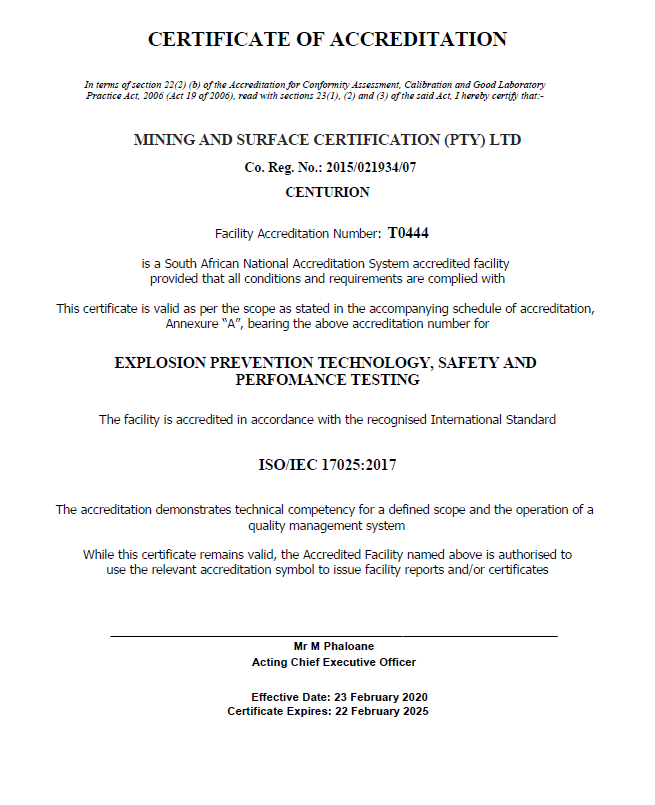 CERTIFICATE OF ACCREDITATION
In terms of section 22(2) (b) of the Accreditation for Conformity Assessment, Calibration and Good Laboratory
Practice Act, 2006 (Act 19 of 2006), read with sections 23(1), (2) and (3) of the said Act, I hereby certify that:-
MINING AND SURFACE CERTIFICATION (PTY) LTD
Co. Reg. No.: 2015/021934/07
CENTURION
Facility Accreditation Number: T0444
is a South African National Accreditation System accredited facility
provided that all conditions and requirements are complied with
This certificate is valid as per the scope as stated in the accompanying schedule of accreditation,
Annexure “A”, bearing the above accreditation number for
EXPLOSION PREVENTION TECHNOLOGY, SAFETY AND
PERFOMANCE TESTING
The facility is accredited in accordance with the recognised International Standard
ISO/IEC 17025:2017
The accreditation demonstrates technical competency for a defined scope and the operation of a
quality management system
While this certificate remains valid, the Accredited Facility named above is authorised to
use the relevant accreditation symbol to issue facility reports and/or certificates
Mr M Phaloane
Acting Chief Executive Officer
Effective Date: 23 February 2020
Certificate Expires: 22 February 2025